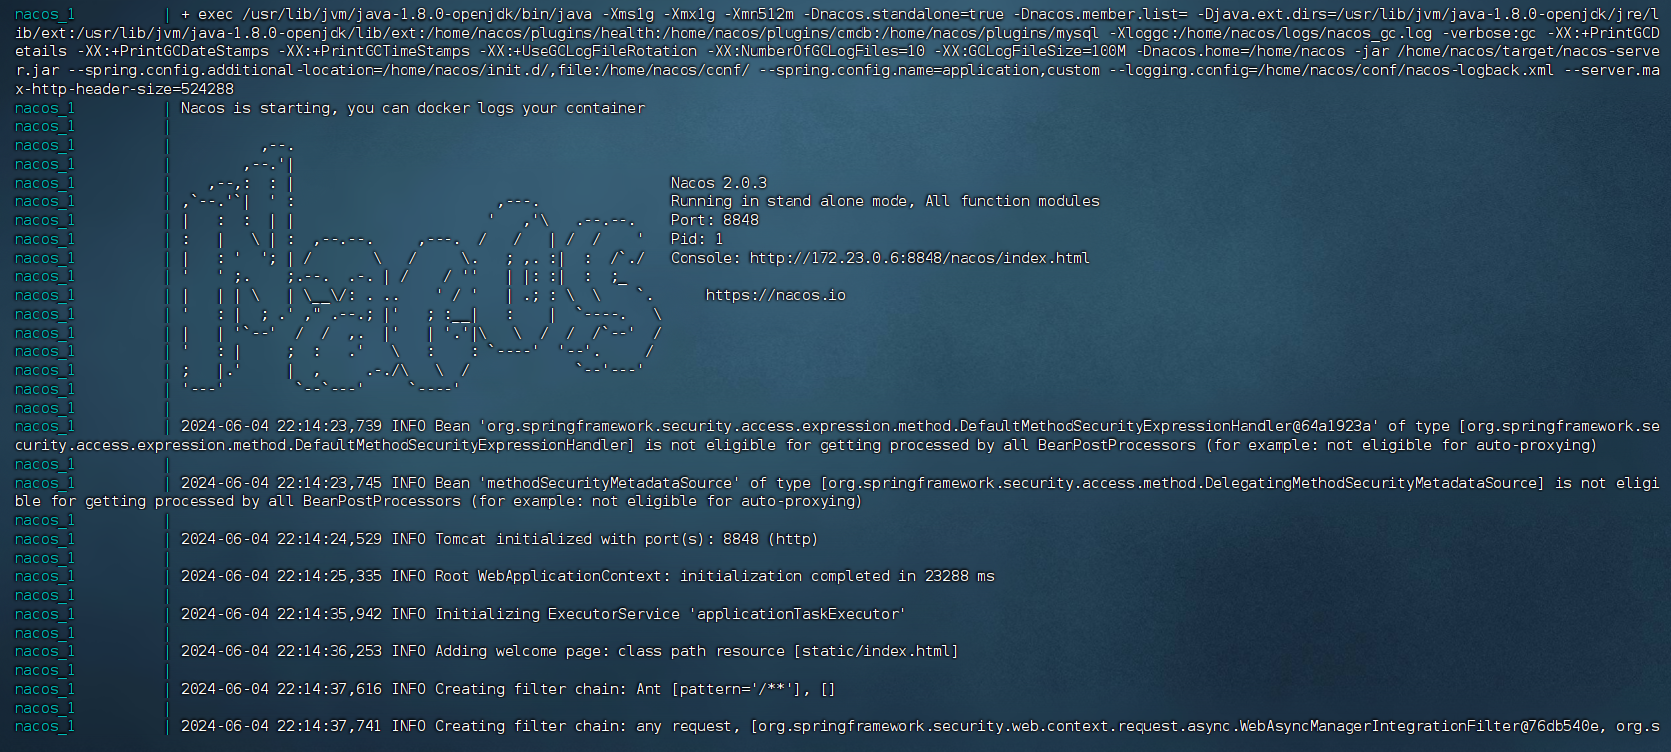 nacos_1          | + exec /usr/lib/jvm/java-1.8.0-openjdk/bin/java -Xms1g -Xmx1g -Xmn512m -Dnacos.standalone=true -Dnacos.member.list= -Djava.ext.dirs=/usr/lib/jvm/java-1.8.0-openjdk/jre/l
ib/ext:/usr/lib/jvm/java-1.8.0-openjdk/lib/ext:/home/nacos/plugins/health:/home/nacos/plugins/cmdb:/home/nacos/plugins/mysql -Xloggc:/home/nacos/logs/nacos_gc.log -verbose:gc -XX:+PrintGCD
etails -XX:+PrintGCDateStamps -XX:+PrintGCTimeStamps -XX:+UseGCLogFileRotation -XX:NumberOfGCLogFiles=10 -XX:GCLogFileSize=100M -Dnacos.home=/home/nacos -jar /home/nacos/target/nacos-serve
r.jar --spring.config.additional-location=/home/nacos/init.d/,file:/home/nacos/conf/ --spring.config.name=application,custom --logging.config=/home/nacos/conf/nacos-logback.xml --server.ma
x-http-header-size=524288
nacos_1          | Nacos is starting, you can docker logs your container
nacos_1          |
nacos_1          |          ,--.
nacos_1          |        ,--.'|
nacos_1          |    ,--,:  : |                                           Nacos 2.0.3
nacos_1          | ,`--.'`|  ' :                       ,---.               Running in stand alone mode, All function modules
nacos_1          | |   :  :  | |                      '   ,'\   .--.--.    Port: 8848
nacos_1          | :   |   \ | :  ,--.--.     ,---.  /   /   | /  /    '   Pid: 1
nacos_1          | |   : '  '; | /       \   /     \.   ; ,. :|  :  /`./   Console: http://172.23.0.6:8848/nacos/index.html
nacos_1          | '   ' ;.    ;.--.  .-. | /    / ''   | |: :|  :  ;_
nacos_1          | |   | | \   | \__\/: . ..    ' / '   | .; : \  \    `.      https://nacos.io
nacos_1          | '   : |  ; .' ," .--.; |'   ; :__|   :    |  `----.   \
nacos_1          | |   | '`--'  /  /  ,.  |'   | '.'|\   \  /  /  /`--'  /
nacos_1          | '   : |     ;  :   .'   \   :    : `----'  '--'.     /
nacos_1          | ;   |.'     |  ,     .-./\   \  /            `--'---'
nacos_1          | '---'        `--`---'     `----'
nacos_1          |
nacos_1          | 2024-06-04 22:14:23,739 INFO Bean 'org.springframework.security.access.expression.method.DefaultMethodSecurityExpressionHandler@64a1923a' of type [org.springframework.se
curity.access.expression.method.DefaultMethodSecurityExpressionHandler] is not eligible for getting processed by all BeanPostProcessors (for example: not eligible for auto-proxying)
nacos_1          |
nacos_1          | 2024-06-04 22:14:23,745 INFO Bean 'methodSecurityMetadataSource' of type [org.springframework.security.access.method.DelegatingMethodSecurityMetadataSource] is not eligi
ble for getting processed by all BeanPostProcessors (for example: not eligible for auto-proxying)
nacos_1          |
nacos_1          | 2024-06-04 22:14:24,529 INFO Tomcat initialized with port(s): 8848 (http)
nacos_1          |
nacos_1          | 2024-06-04 22:14:25,335 INFO Root WebApplicationContext: initialization completed in 23288 ms
nacos_1          |
nacos_1          | 2024-06-04 22:14:35,942 INFO Initializing ExecutorService 'applicationTaskExecutor'
nacos_1          |
nacos_1          | 2024-06-04 22:14:36,253 INFO Adding welcome page: class path resource [static/index.html]
nacos_1          |
nacos_1          | 2024-06-04 22:14:37,616 INFO Creating filter chain: Ant [pattern='/**'], []
nacos_1          |
nacos_1          | 2024-06-04 22:14:37,741 INFO Creating filter chain: any request, [org.springframework.security.web.context.request.async.WebAsyncManagerIntegrationFilter@76db540e, org.s